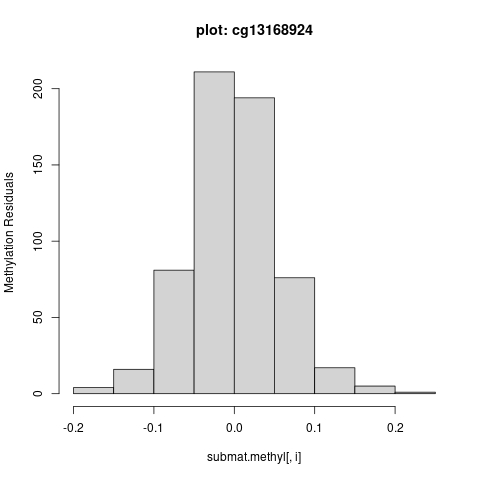 plot: cg13168924
Methylation Residuals
200
150
100
50
0
-0.2 -0.1 0.0 0.1 0.2
submat.methyl[, i]